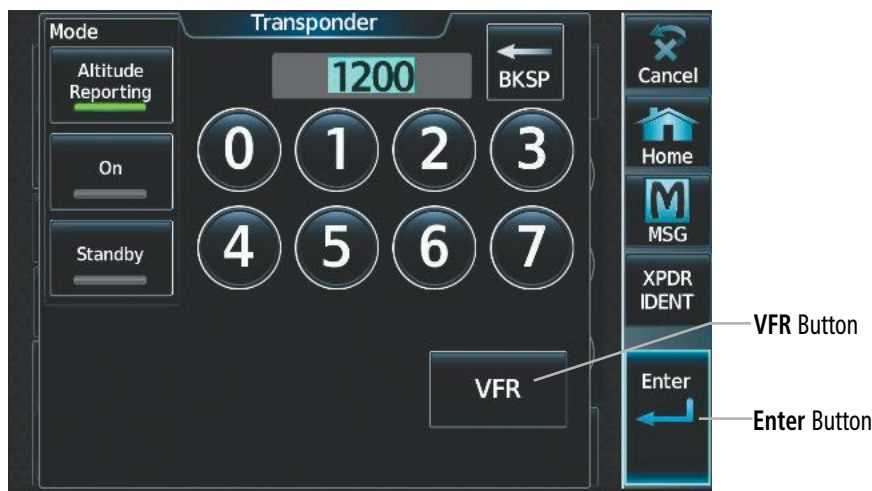 Mode
Transponder
Altitude
Reporting
On
Standby
1200
BKSP
0 1 2 3
4 5 6 7
VFR
Cancel
Home
M
MSG
XPDR
IDENT
Enter
VFR Button
Enter Button